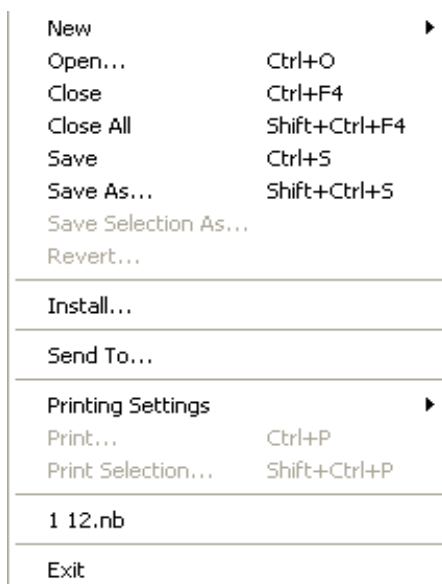 New
Open... Ctrl+O
Close Ctrl+F4
Close All Shift+Ctrl+F4
Save Ctrl+S
Save As... Shift+Ctrl+S
Save Selection As...
Revert...
Install...
Send To...
Printing Settings
Print... Ctrl+P
Print Selection... Shift+Ctrl+P
1 12.nb
Exit